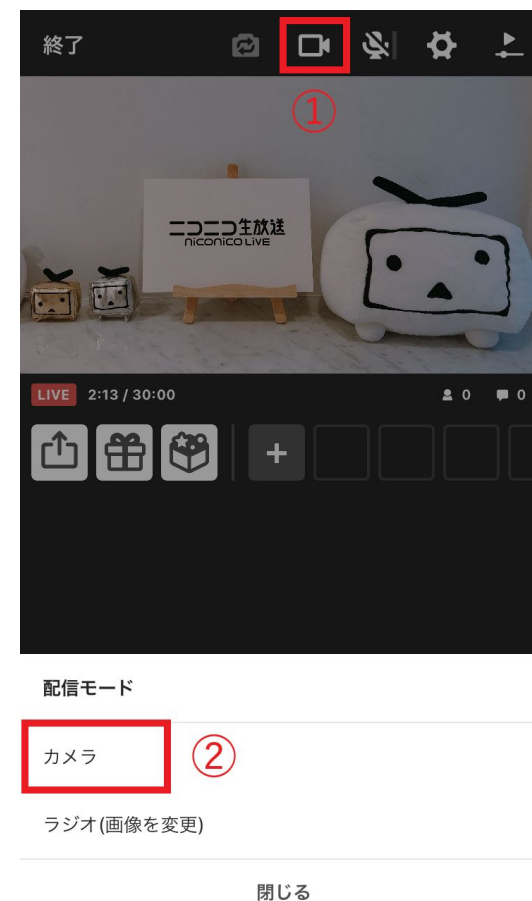 終了
①
ニコニコ生放送
niconico LIVE
LIVE 2:13 / 30:00 0 0
配信モード
カメラ ②
ラジオ(画像を変更)
閉じる